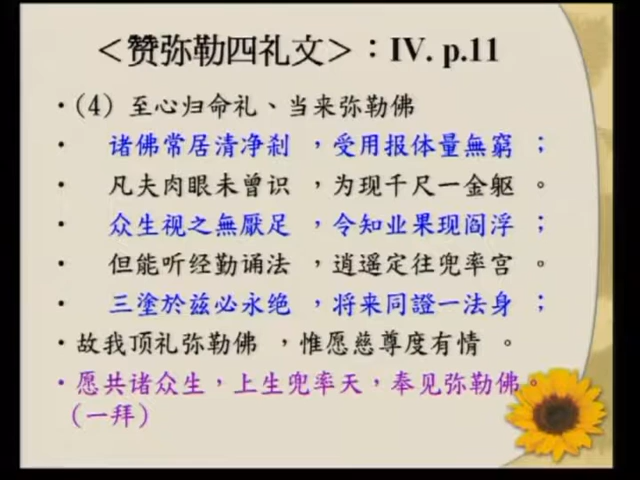 ＜赞弥勒四礼文＞：IV. p.11
•(4) 至心归命礼、当来弥勒佛
• 诸佛常居清净刹 ，受用报体量無窮 ；
• 凡夫肉眼未曾识 ，为现千尺一金躯 。
• 众生视之無厭足 ，令知业果现阎浮 ；
• 但能听经勤诵法 ，逍遥定往兜率宫 。
• 三塗於兹必永绝 ，将来同證一法身 ；
•故我顶礼弥勒佛 ，惟愿慈尊度有情 。
•愿共诸众生，上生兜率天，奉见弥勒佛。
（一拜）